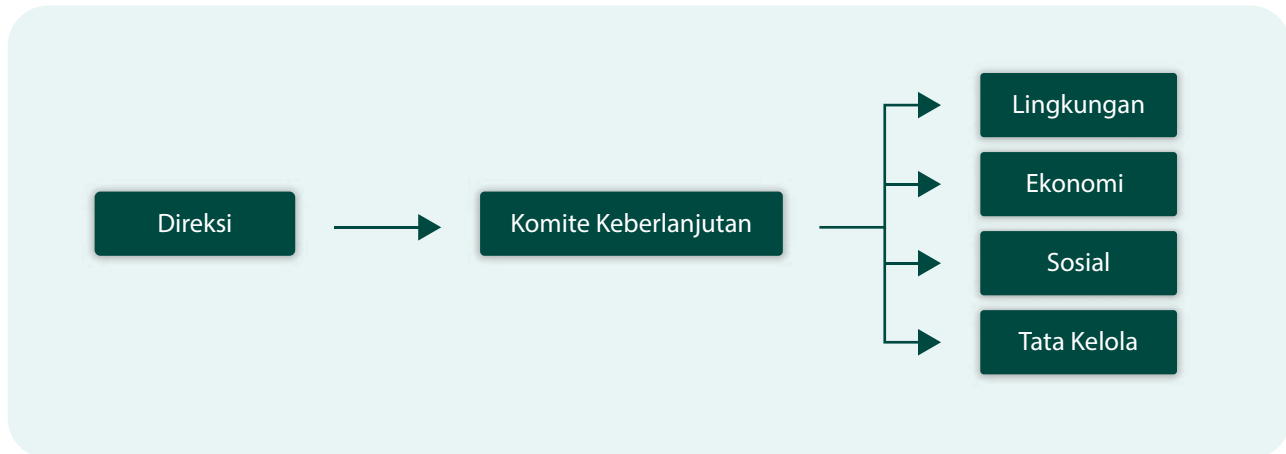 Direksi
Komite Keberlanjutan
Lingkungan
Ekonomi
Sosial
Tata Kelola